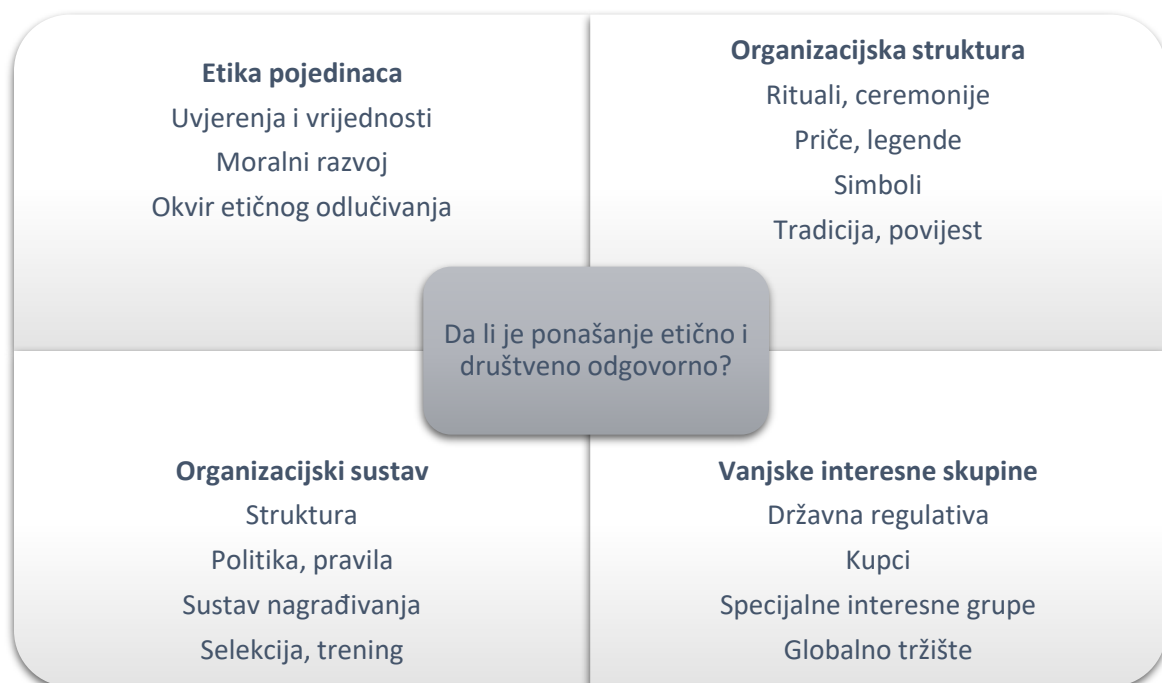 Etika pojedinaca
Uvjerenja i vrijednosti
Moralni razvoj
Okvir etičnog odlučivanja
Organizacijska struktura
Rituali, ceremonije
Priče, legende
Simboli
Tradicija, povijest
Da li je ponašanje etično i
društveno odgovorno?
Organizacijski sustav
Struktura
Politika, pravila
Sustav nagrađivanja
Selekcija, trening
Vanjske interesne skupine
Državna regulativa
Kupci
Specijalne interesne grupe
Globalno tržište